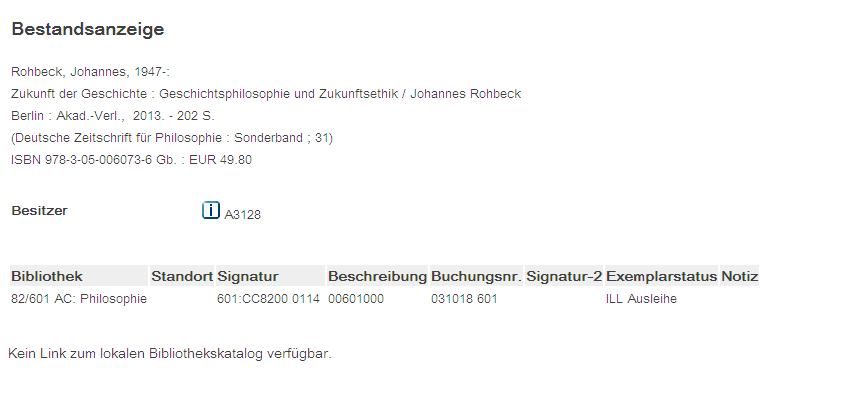 Bestandsanzeige
Rohbeck, Johannes, 1947-:
Zukunft der Geschichte : Geschichtsphilosophie und Zukunftsethik / Johannes Rohbeck
Berlin : Akad.-Verl., 2013. - 202 S.
(Deutsche Zeitschrift für Philosophie : Sonderband ; 31)
ISBN 978-3-05-006073-6 Gb. : EUR 49.80
Besitzer i A3128
Bibliothek Standort Signatur Beschreibung Buchungsnr. Signatur-2 Exemplarstatus Notiz
82/601 AC: Philosophie 601:CC8200 0114 00601000 031018 601 ILL Ausleihe
Kein Link zum lokalen Bibliothekskatalog verfügbar.